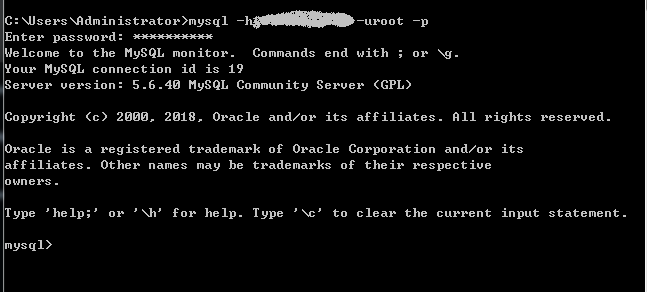 C:\Users\Administrator>mysql -h -uroot -p
Enter password: **********
Welcome to the MySQL monitor.  Commands end with ; or \g.
Your MySQL connection id is 19
Server version: 5.6.40 MySQL Community Server (GPL)
Copyright (c) 2000, 2018, Oracle and/or its affiliates. All rights reserved.
Oracle is a registered trademark of Oracle Corporation and/or its
affiliates. Other names may be trademarks of their respective
owners.
Type 'help;' or '\h' for help. Type '\c' to clear the current input statement.
mysql>